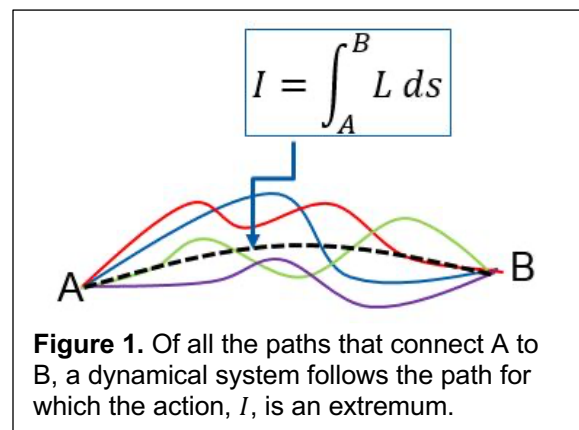 I = ∫_A^B L ds
A
B
Figure 1. Of all the paths that connect A to
B, a dynamical system follows the path for
which the action, I, is an extremum.